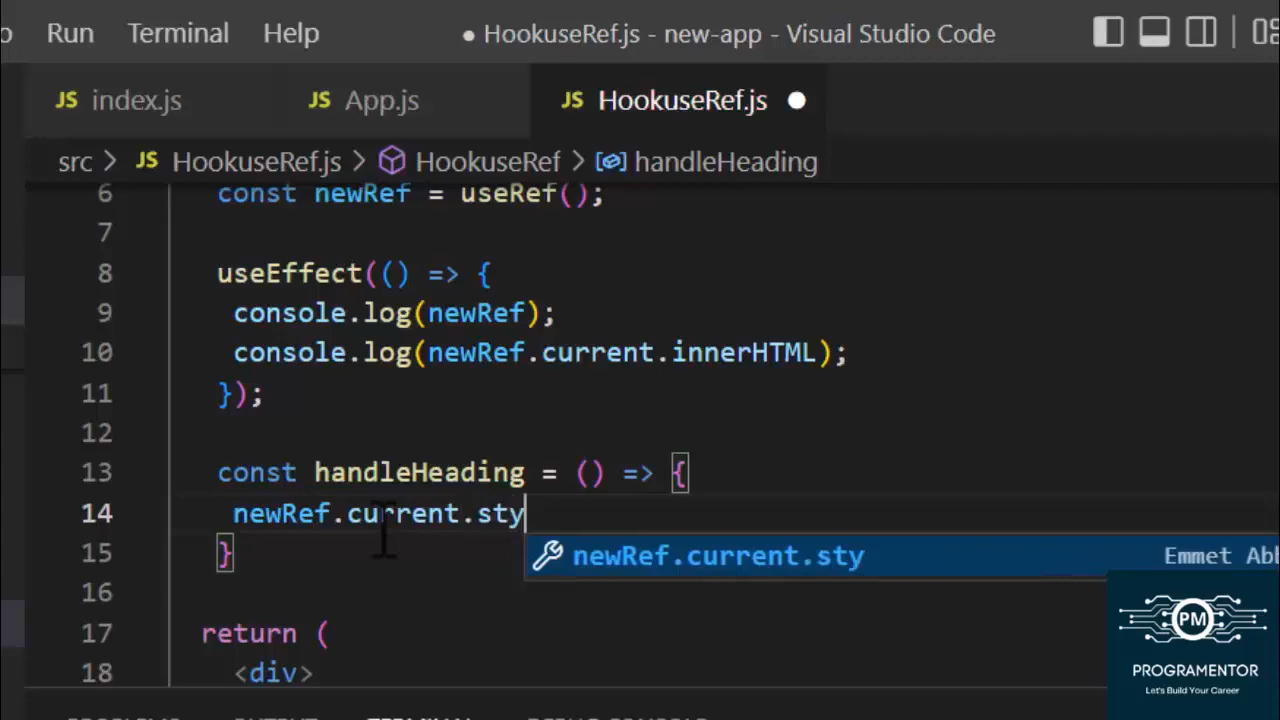 Run Terminal Help ● HookuseRef.js - new-app - Visual Studio Code
JS index.js JS App.js JS HookuseRef.js ●
src > JS HookuseRef.js > HookuseRef > handleHeading
6 const newRef = useRef();
7
8 useEffect(() => {
9 console.log(newRef);
10 console.log(newRef.current.innerHTML);
11 });
12
13 const handleHeading = () => {
14 newRef.current.sty
newRef.current.sty Emmet Abb
15 }
16
17 return (
18 <div>
PM
PROGRAMENTOR
Let's Build Your Career